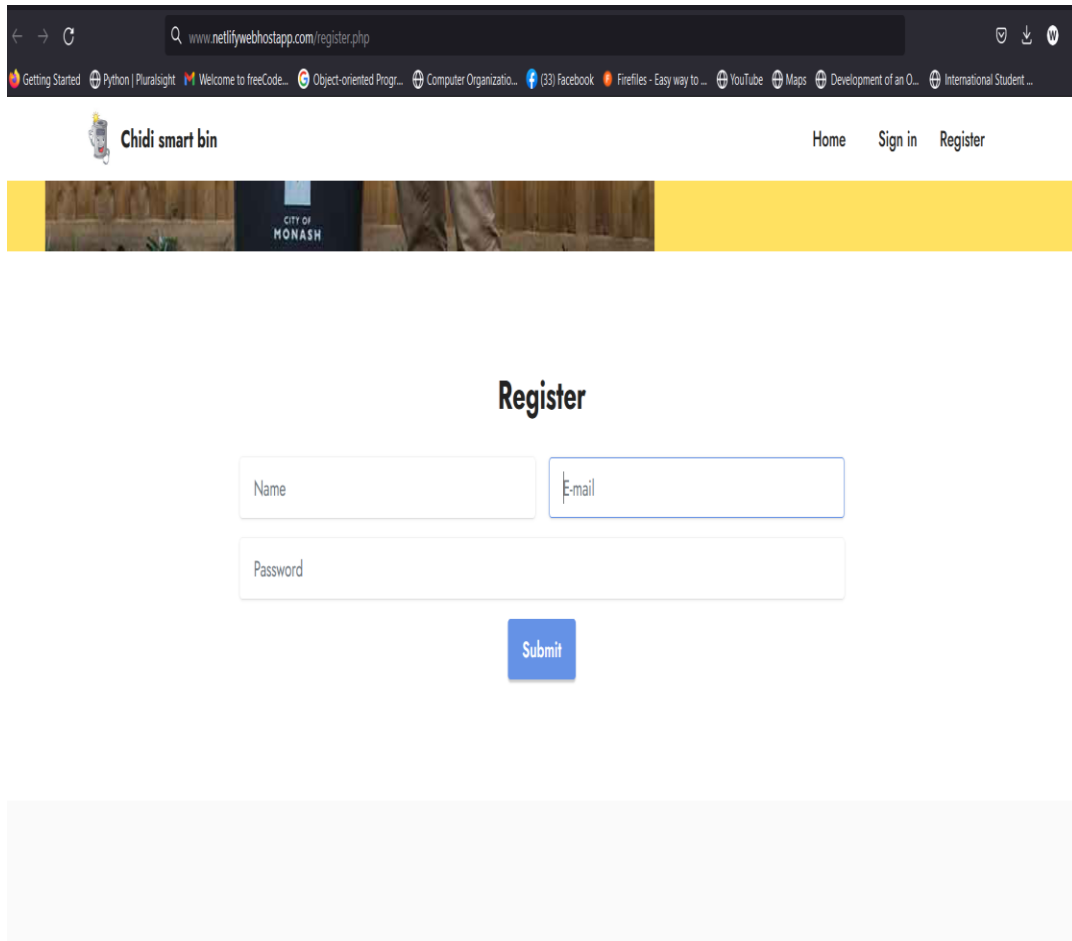 www.netlifywebhostapp.com/register.php
W
Getting Started Python | Pluralsight Welcome to freeCode... Object-oriented Progr... Computer Organizatio... (33) Facebook Firefiles - Easy way to ... YouTube Maps Development of an O... International Student ...
Chidi smart bin Home Sign in Register
CITY OF
MONASH
Register
Name E-mail
Password
Submit